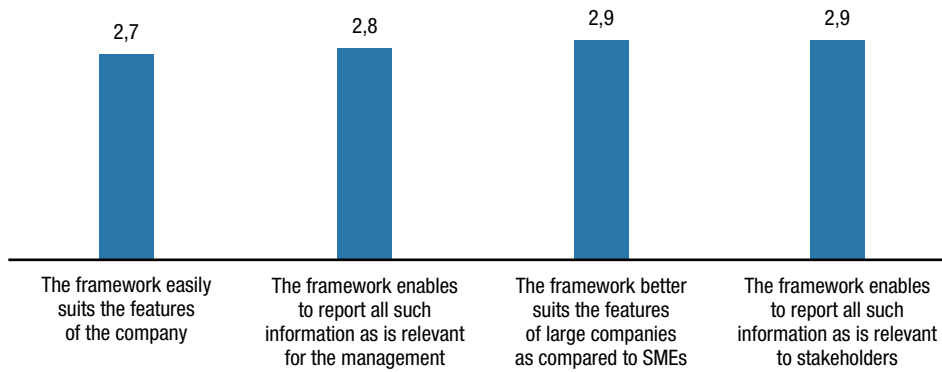 2,7
2,8
2,9
2,9
The framework easily
suits the features
of the company
The framework enables
to report all such
information as is relevant
for the management
The framework better
suits the features
of large companies
as compared to SMEs
The framework enables
to report all such
information as is relevant
to stakeholders